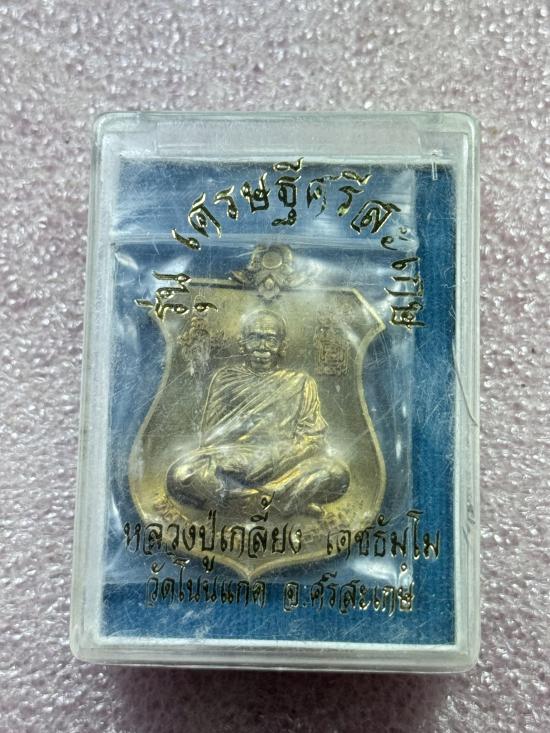 รุ่น เศรษฐีศรีสะเกษ
หลวงปู่เกลี้ยง เตชธัมฺโม
วัดโนนแกด อ.ศรีสะเกษ